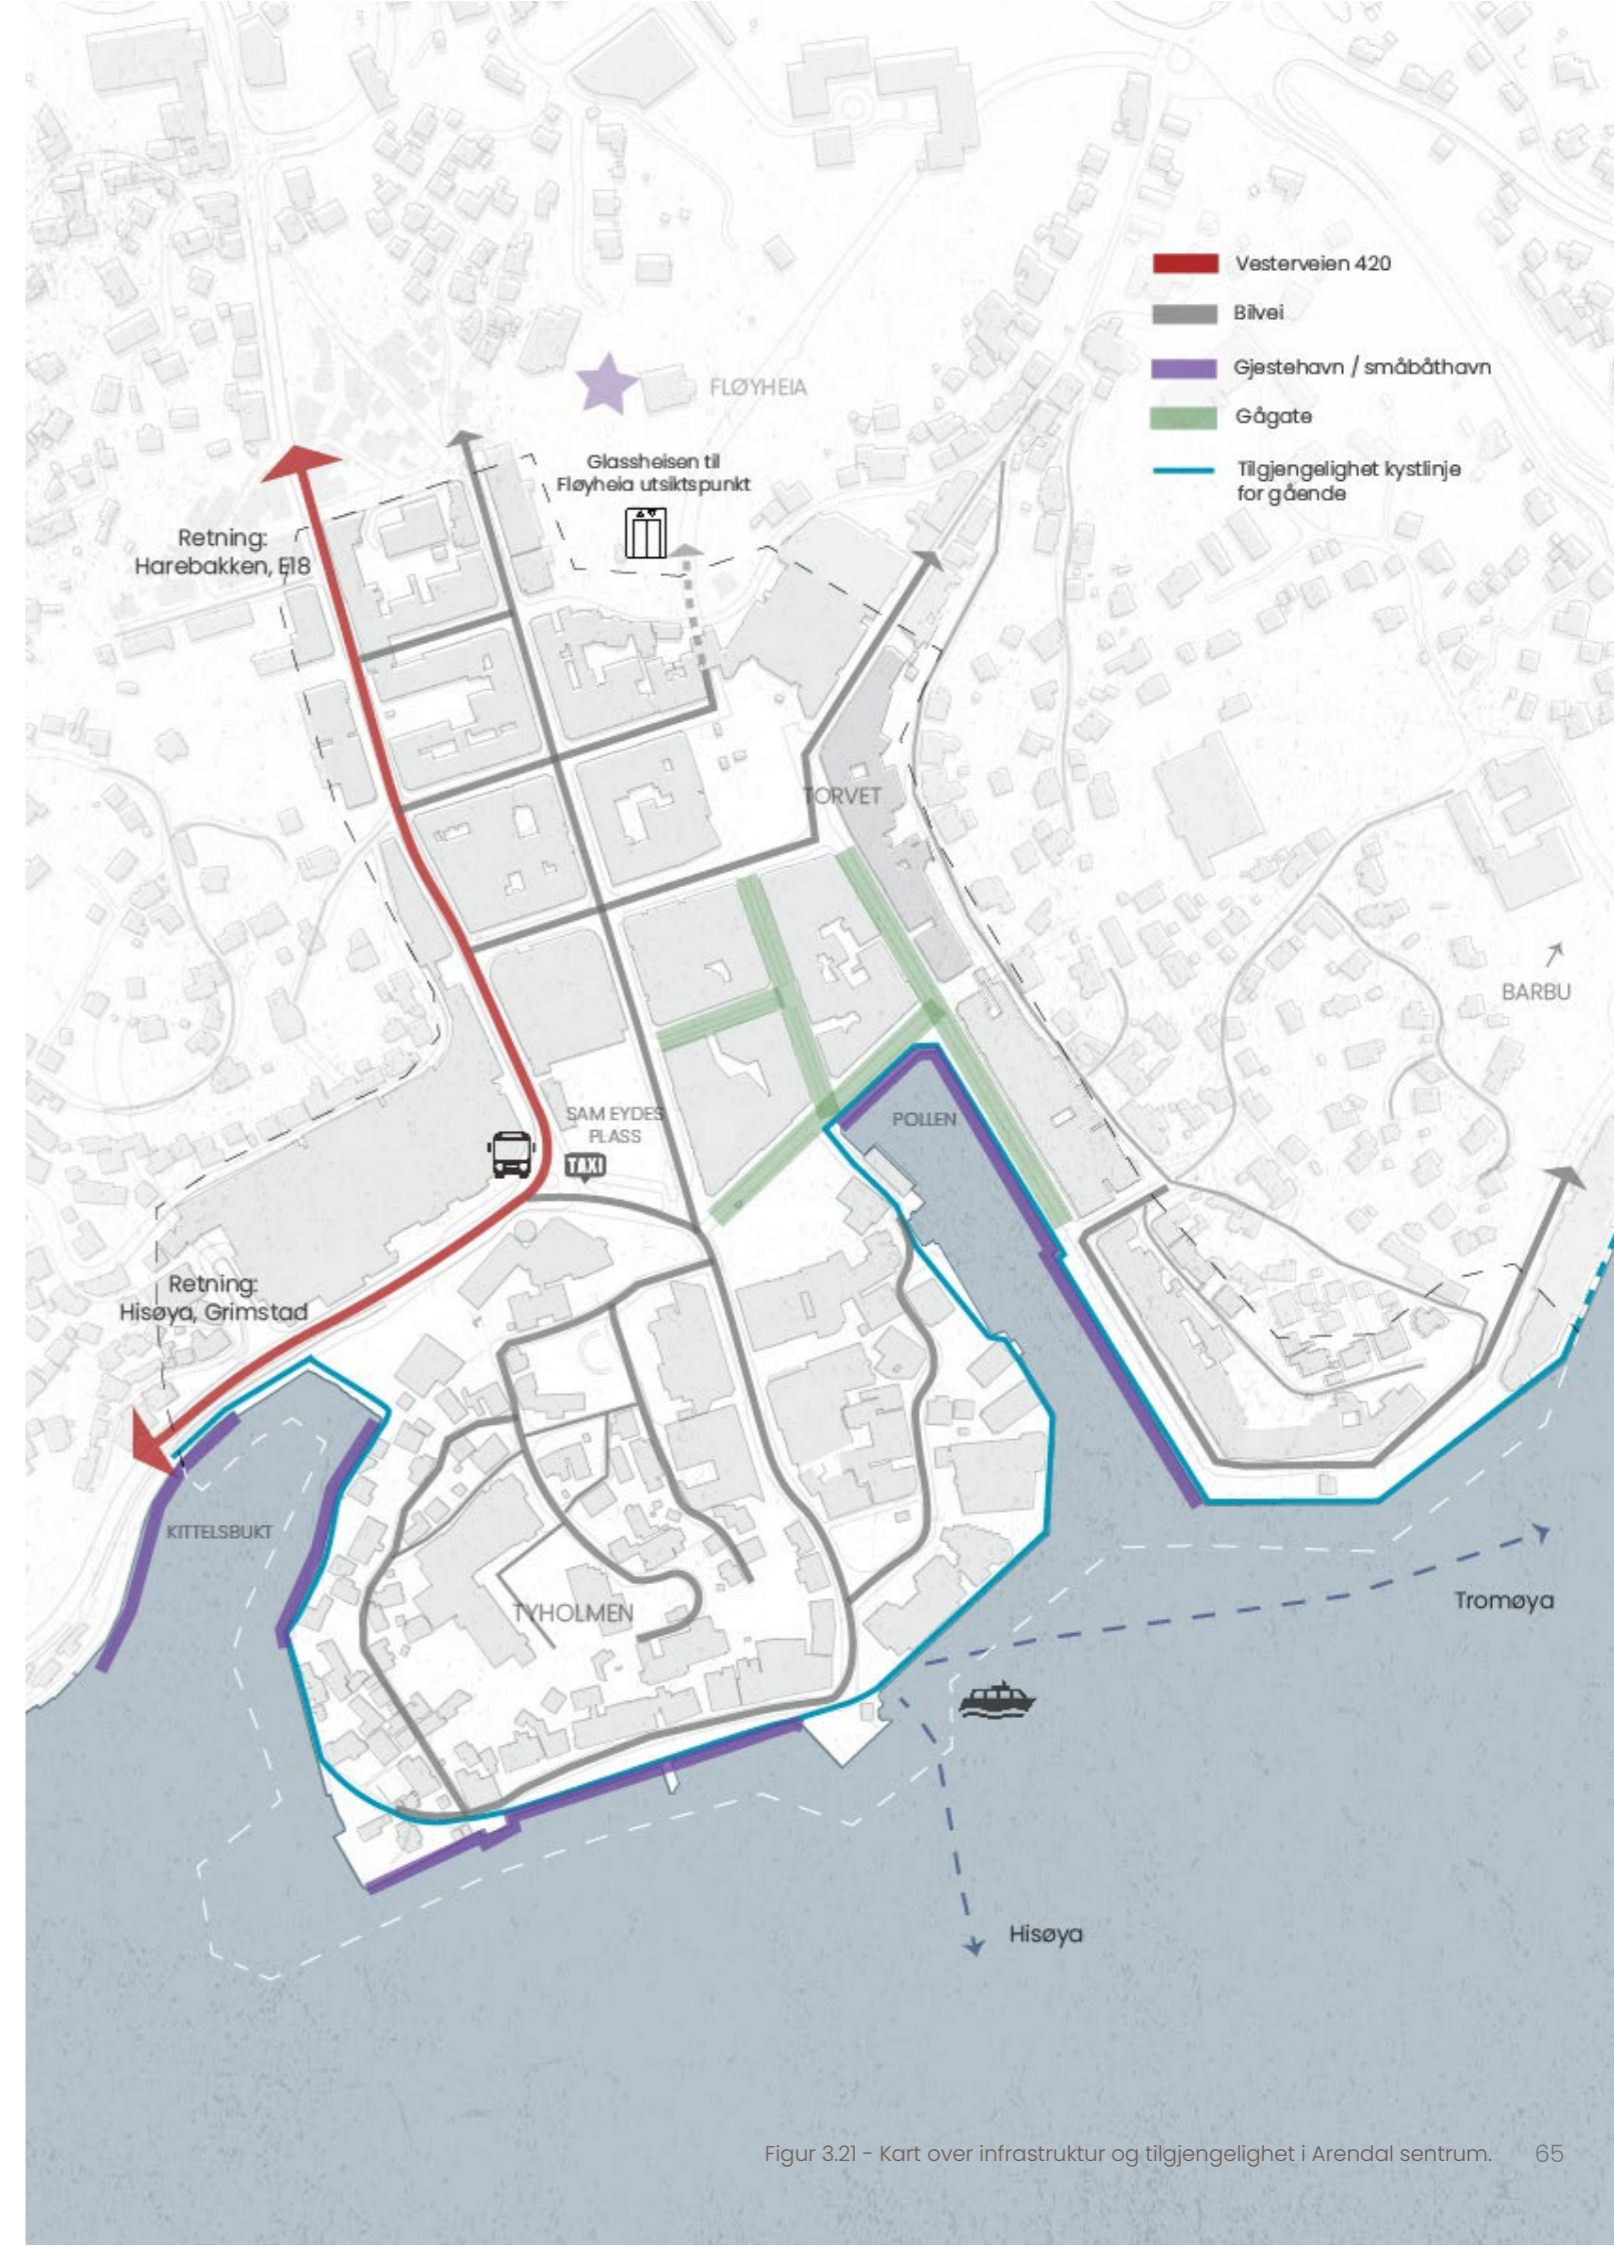 Vesterveien 420
Bilvei
Gjestehavn / småbåthavn
Gågate
Tilgjengelighet kystlinje
for gående
FLØYHEIA
Glassheisen til
Fløyheia utsiktspunkt
Retning:
Harebakken, E18
TORVET
BARBU
SAM EYDES
PLASS
TAXI
POLLEN
Retning:
Hisøya, Grimstad
KITTELSBUKT
TYHOLMEN
Tromøya
Hisøya
Figur 3.21 - Kart over infrastruktur og tilgjengelighet i Arendal sentrum. 65